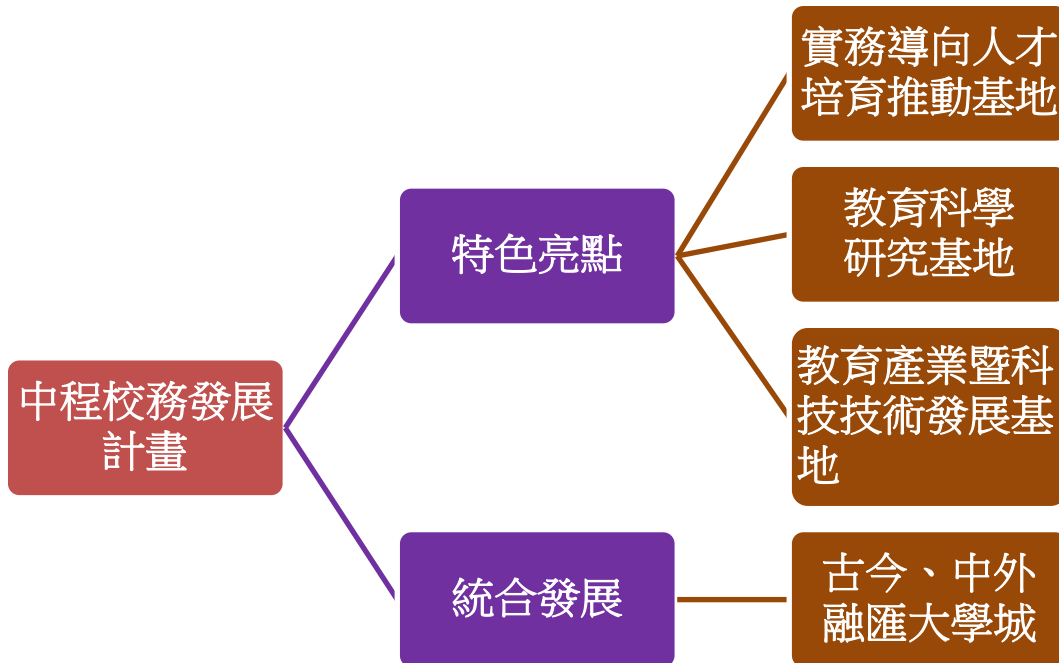 中程校務發展
計畫
特色亮點
實務導向人才
培育推動基地
教育科學
研究基地
教育產業暨科
技技術發展基
地
統合發展
古今、中外
融匯大學城